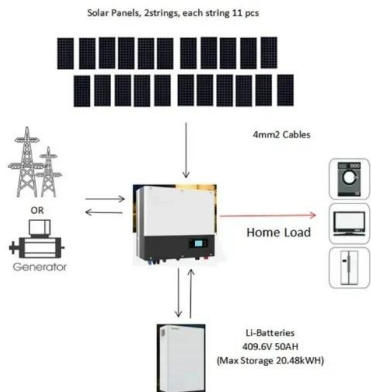 Solar Panels, 2strings, each string 11 pcs
4mm2 Cables
OR
Generator
Home Load
Li-Batteries
409.6V 50AH
(Max Storage 20.48kWH)